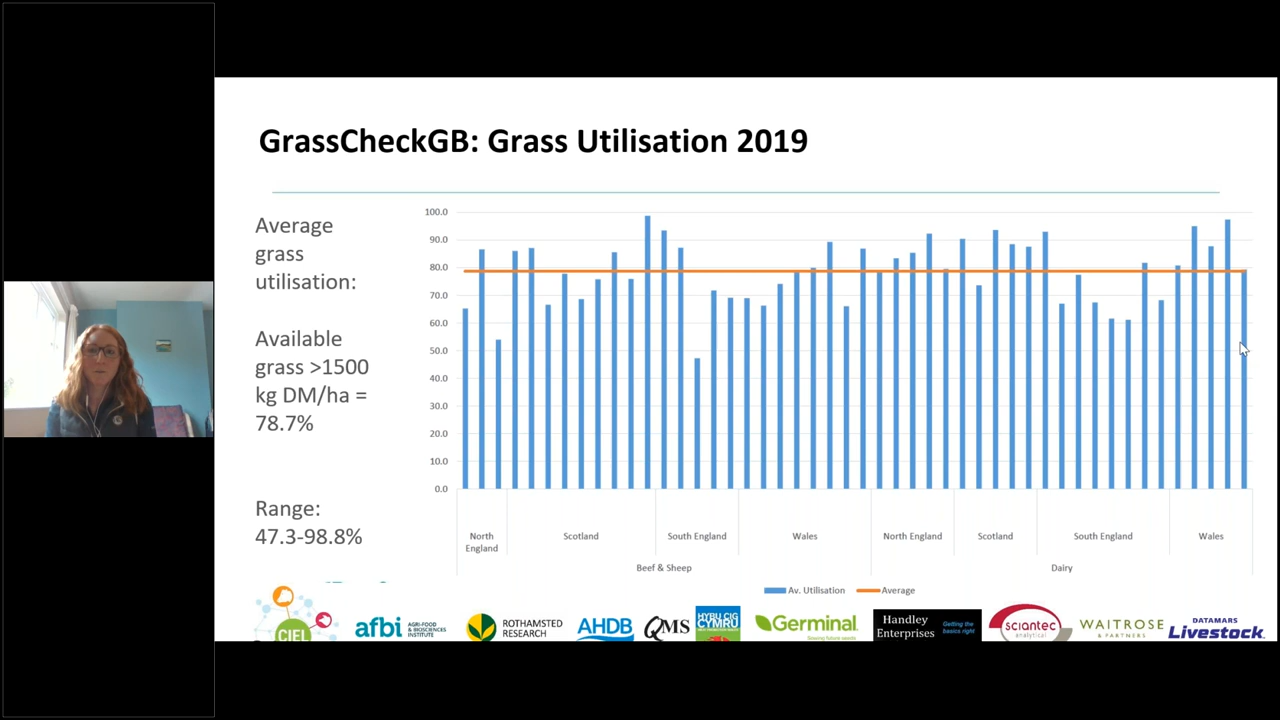 GrassCheckGB: Grass Utilisation 2019
Average
grass
utilisation:
Available
grass >1500
kg DM/ha =
78.7%
Range:
47.3-98.8%
100.0
90.0
80.0
70.0
60.0
50.0
40.0
30.0
20.0
10.0
0.0
North
England
Scotland
South England
Wales
North England
Scotland
South England
Wales
Beef & Sheep
Dairy
Av. Utilisation
Average
CIEL
afbi
AGRI-FOOD
& BIOSCIENCES
INSTITUTE
ROTHAMSTED
RESEARCH
AHDB
QMS
HYBU CIG
CYMRU
Germinal
Handley
Enterprises
Getting the
basics right
sciantec
analytical
WAITROSE
& PARTNERS
DATAMARS
Livestock